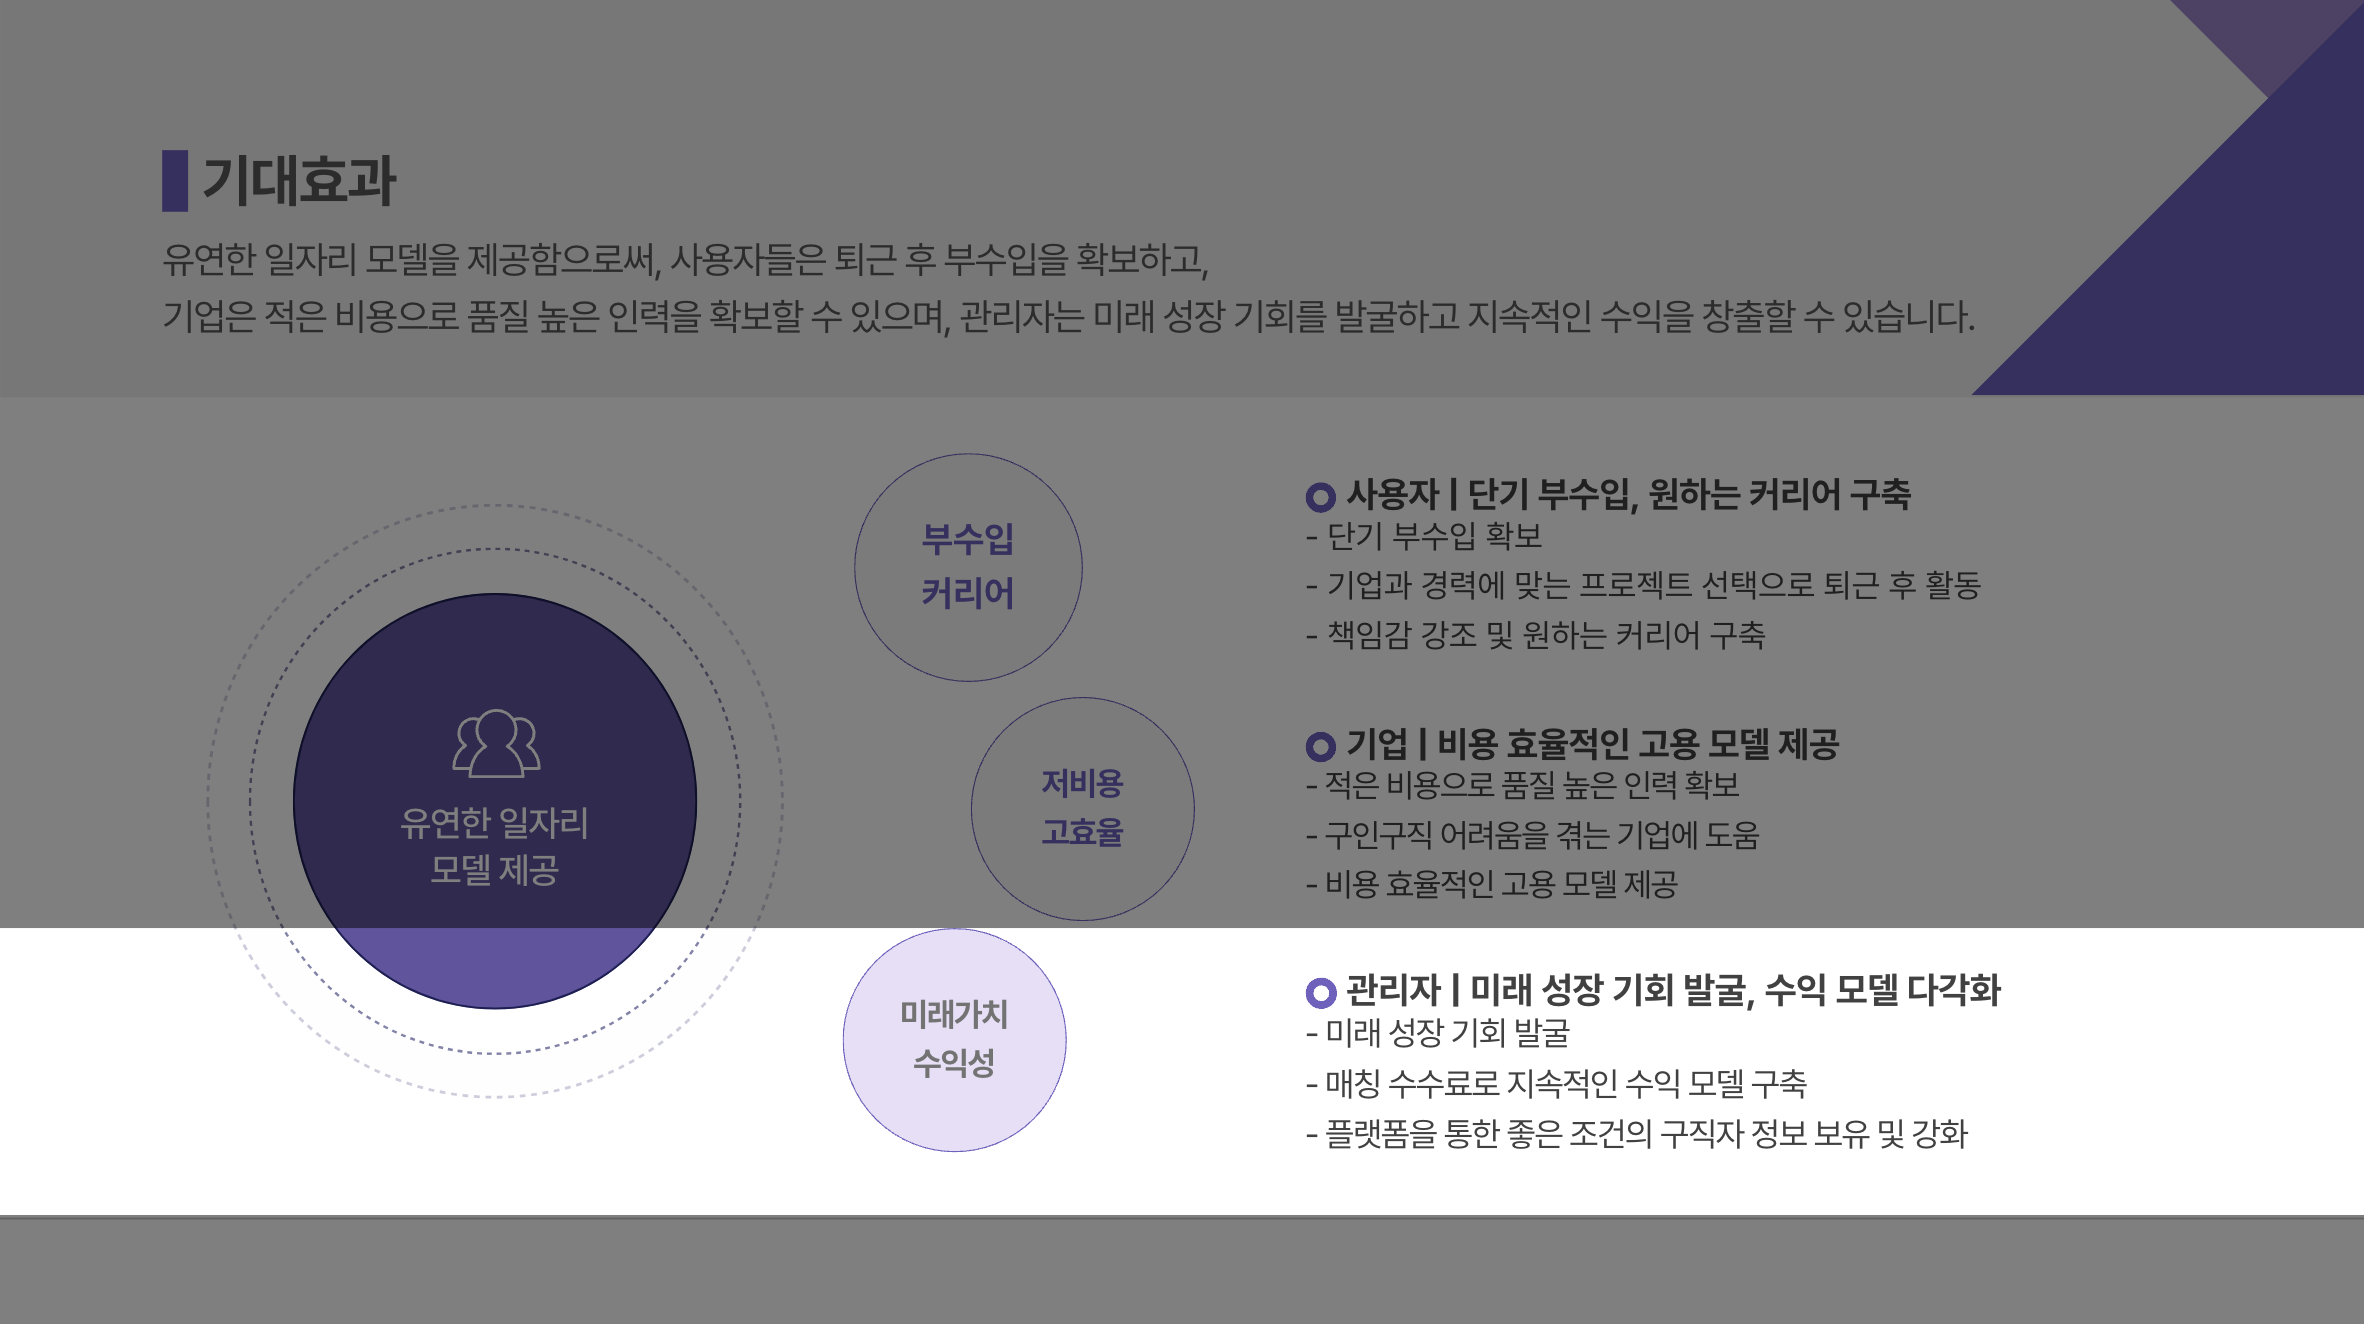 기대효과
유연한 일자리 모델을 제공함으로써, 사용자들은 퇴근 후 부수입을 확보하고,
기업은 적은 비용으로 품질 높은 인력을 확보할 수 있으며, 관리자는 미래 성장 기회를 발굴하고 지속적인 수익을 창출할 수 있습니다.
유연한 일자리
모델 제공
부수입
커리어
저비용
고효율
미래가치
수익성
사용자 | 단기 부수입, 원하는 커리어 구축
- 단기 부수입 확보
- 기업과 경력에 맞는 프로젝트 선택으로 퇴근 후 활동
- 책임감 강조 및 원하는 커리어 구축
기업 | 비용 효율적인 고용 모델 제공
- 적은 비용으로 품질 높은 인력 확보
- 구인구직 어려움을 겪는 기업에 도움
- 비용 효율적인 고용 모델 제공
관리자 | 미래 성장 기회 발굴, 수익 모델 다각화
- 미래 성장 기회 발굴
- 매칭 수수료로 지속적인 수익 모델 구축
- 플랫폼을 통한 좋은 조건의 구직자 정보 보유 및 강화